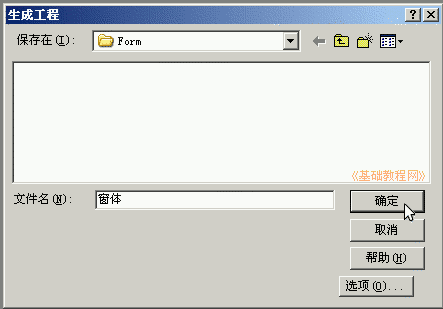 生成工程
保存在(I): Form
《基础教程网》
文件名(N): 窗体 确定
取消
帮助(H)
选项(O)...